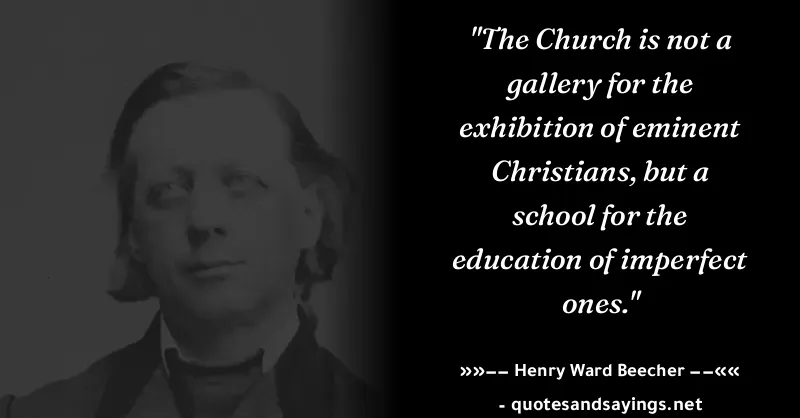 "The Church is not a
gallery for the
exhibition of eminent
Christians, but a
school for the
education of imperfect
ones."
»»–– Henry Ward Beecher ––««
- quotesandsayings.net